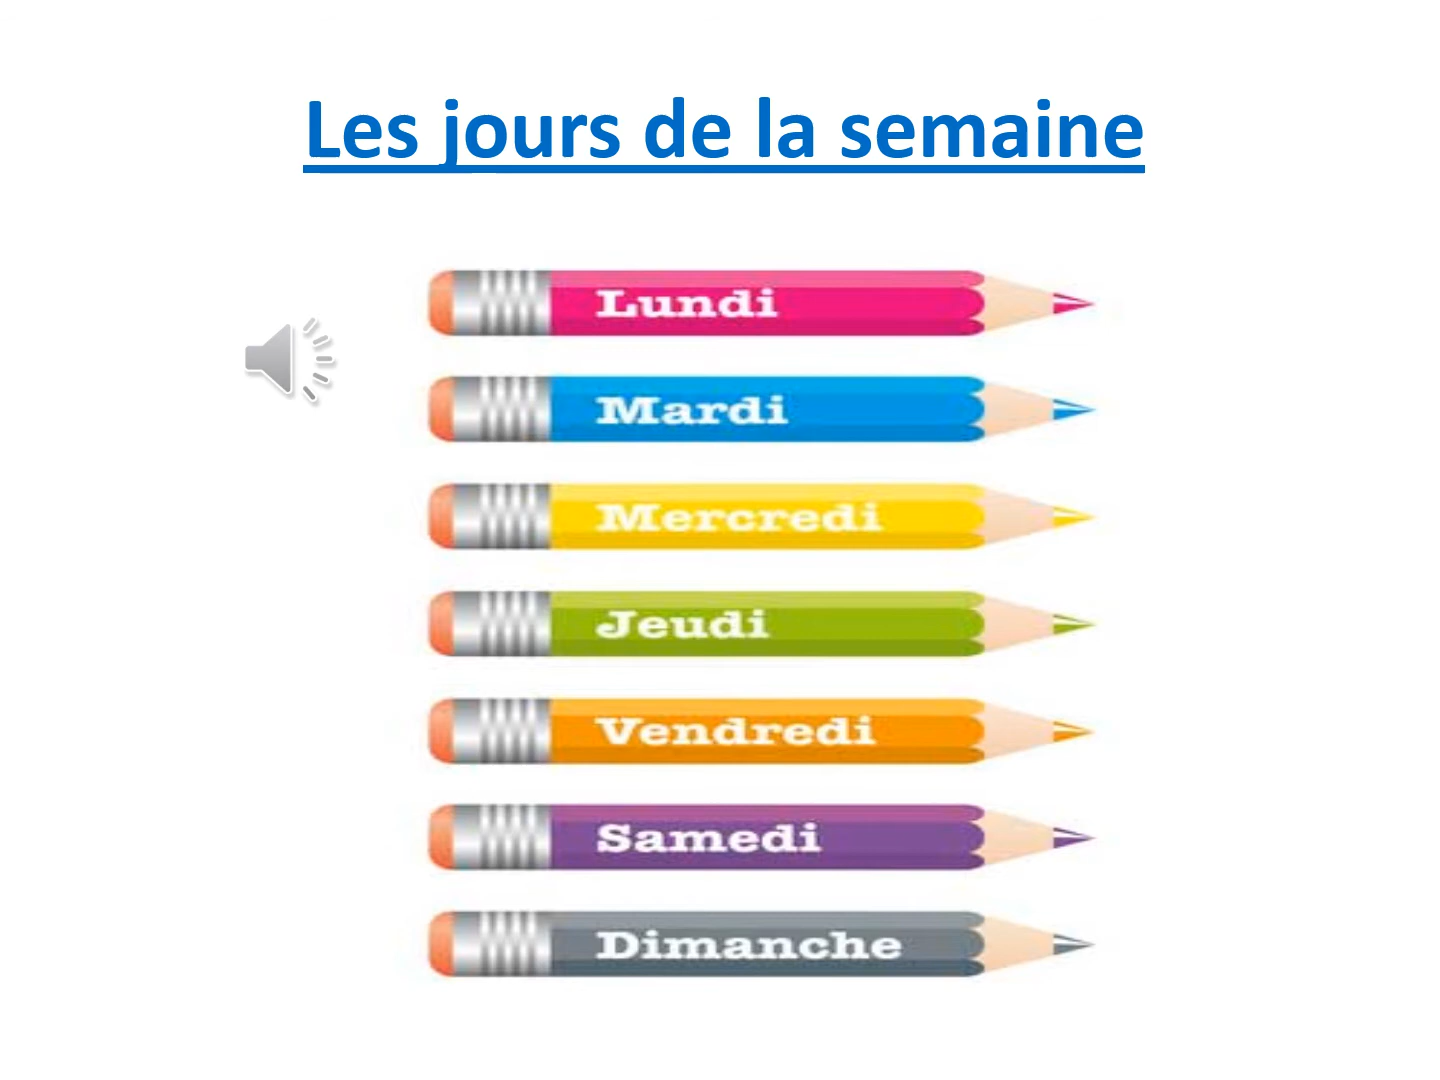 Les jours de la semaine
Lundi
Mardi
Mercredi
Jeudi
Vendredi
Samedi
Dimanche